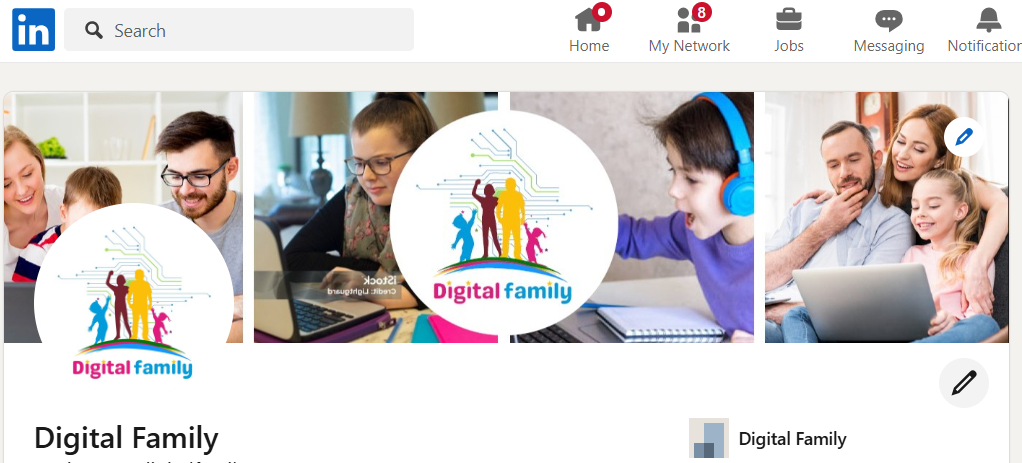 in
Search
8
Home
My Network
Jobs
Messaging
Notification
iStock
Credit: Lightguard
Digital family
Digital family
Digital Family
Digital Family